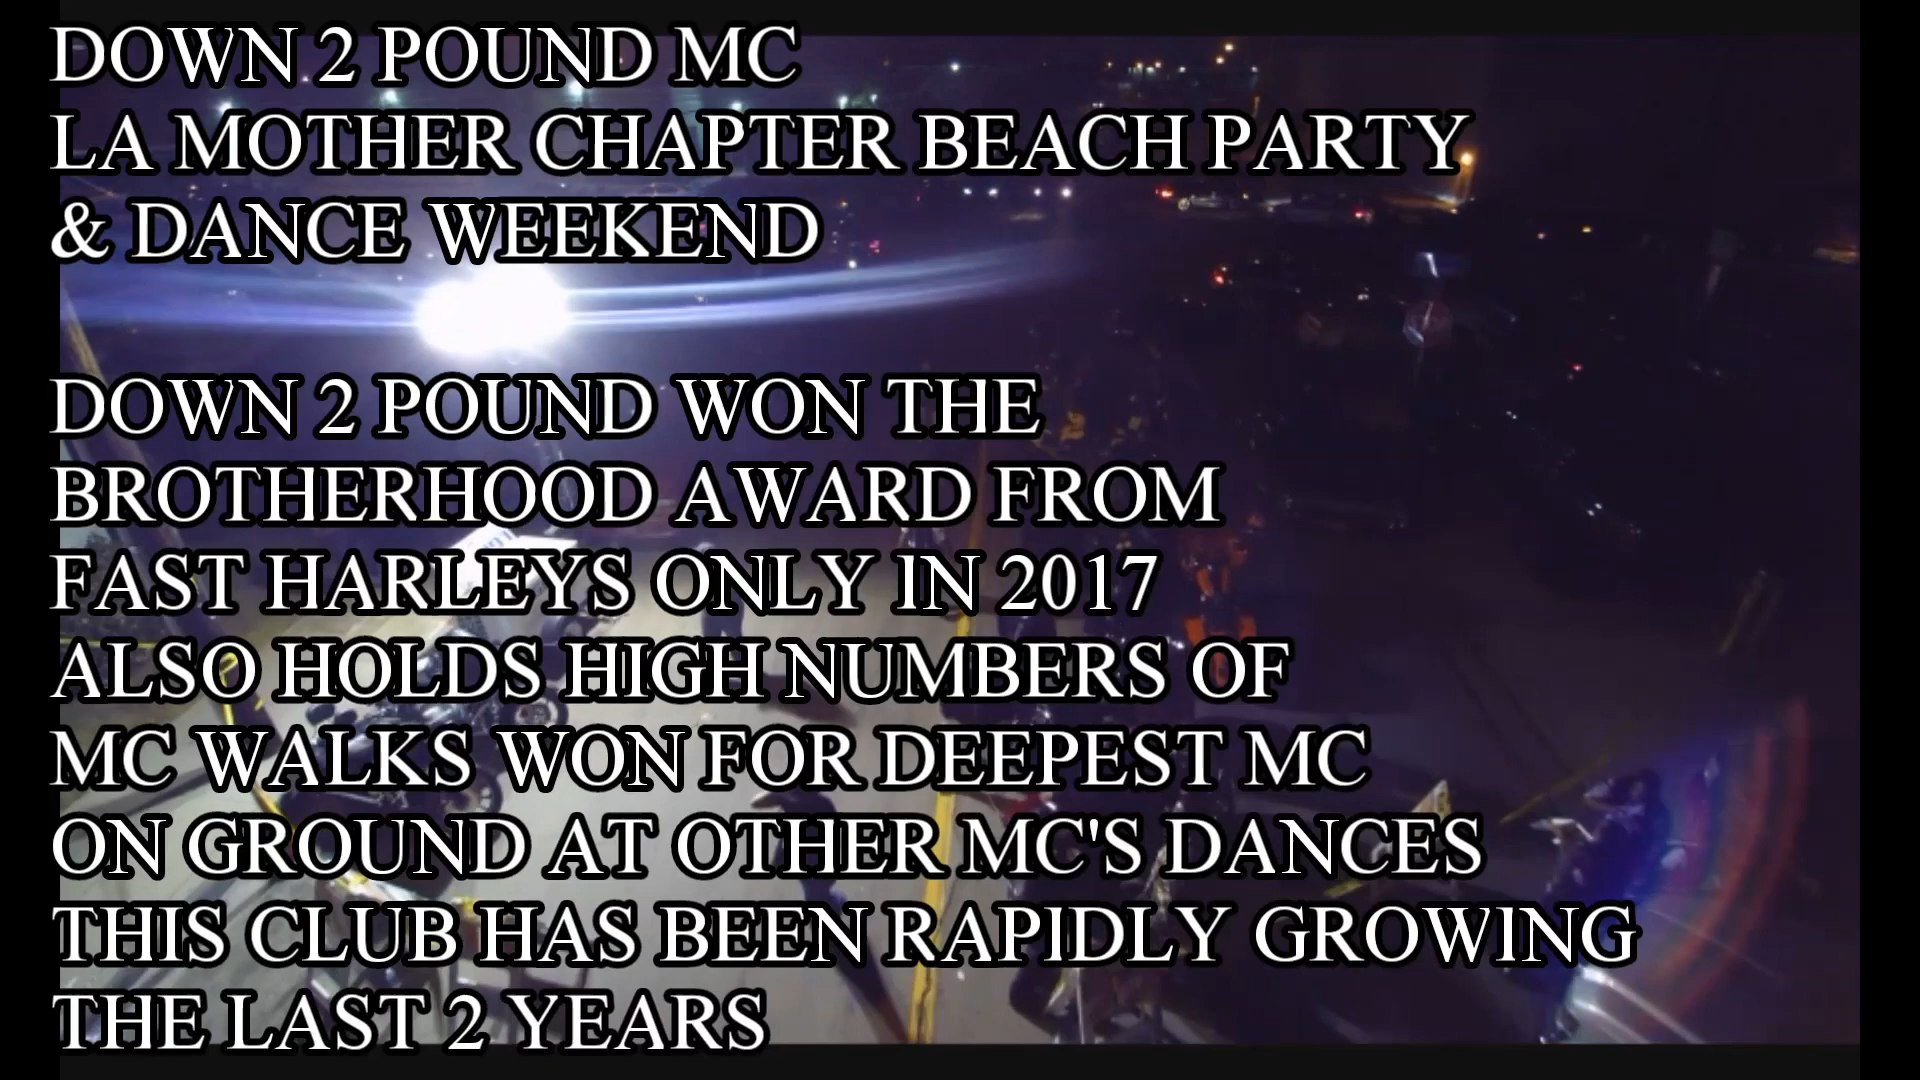 DOWN 2 POUND MC
LA MOTHER CHAPTER BEACH PARTY
& DANCE WEEKEND
DOWN 2 POUND WON THE
BROTHERHOOD AWARD FROM
FAST HARLEYS ONLY IN 2017
ALSO HOLDS HIGH NUMBERS OF
MC WALKS WON FOR DEEPEST MC
ON GROUND AT OTHER MC'S DANCES
THIS CLUB HAS BEEN RAPIDLY GROWING
THE LAST 2 YEARS